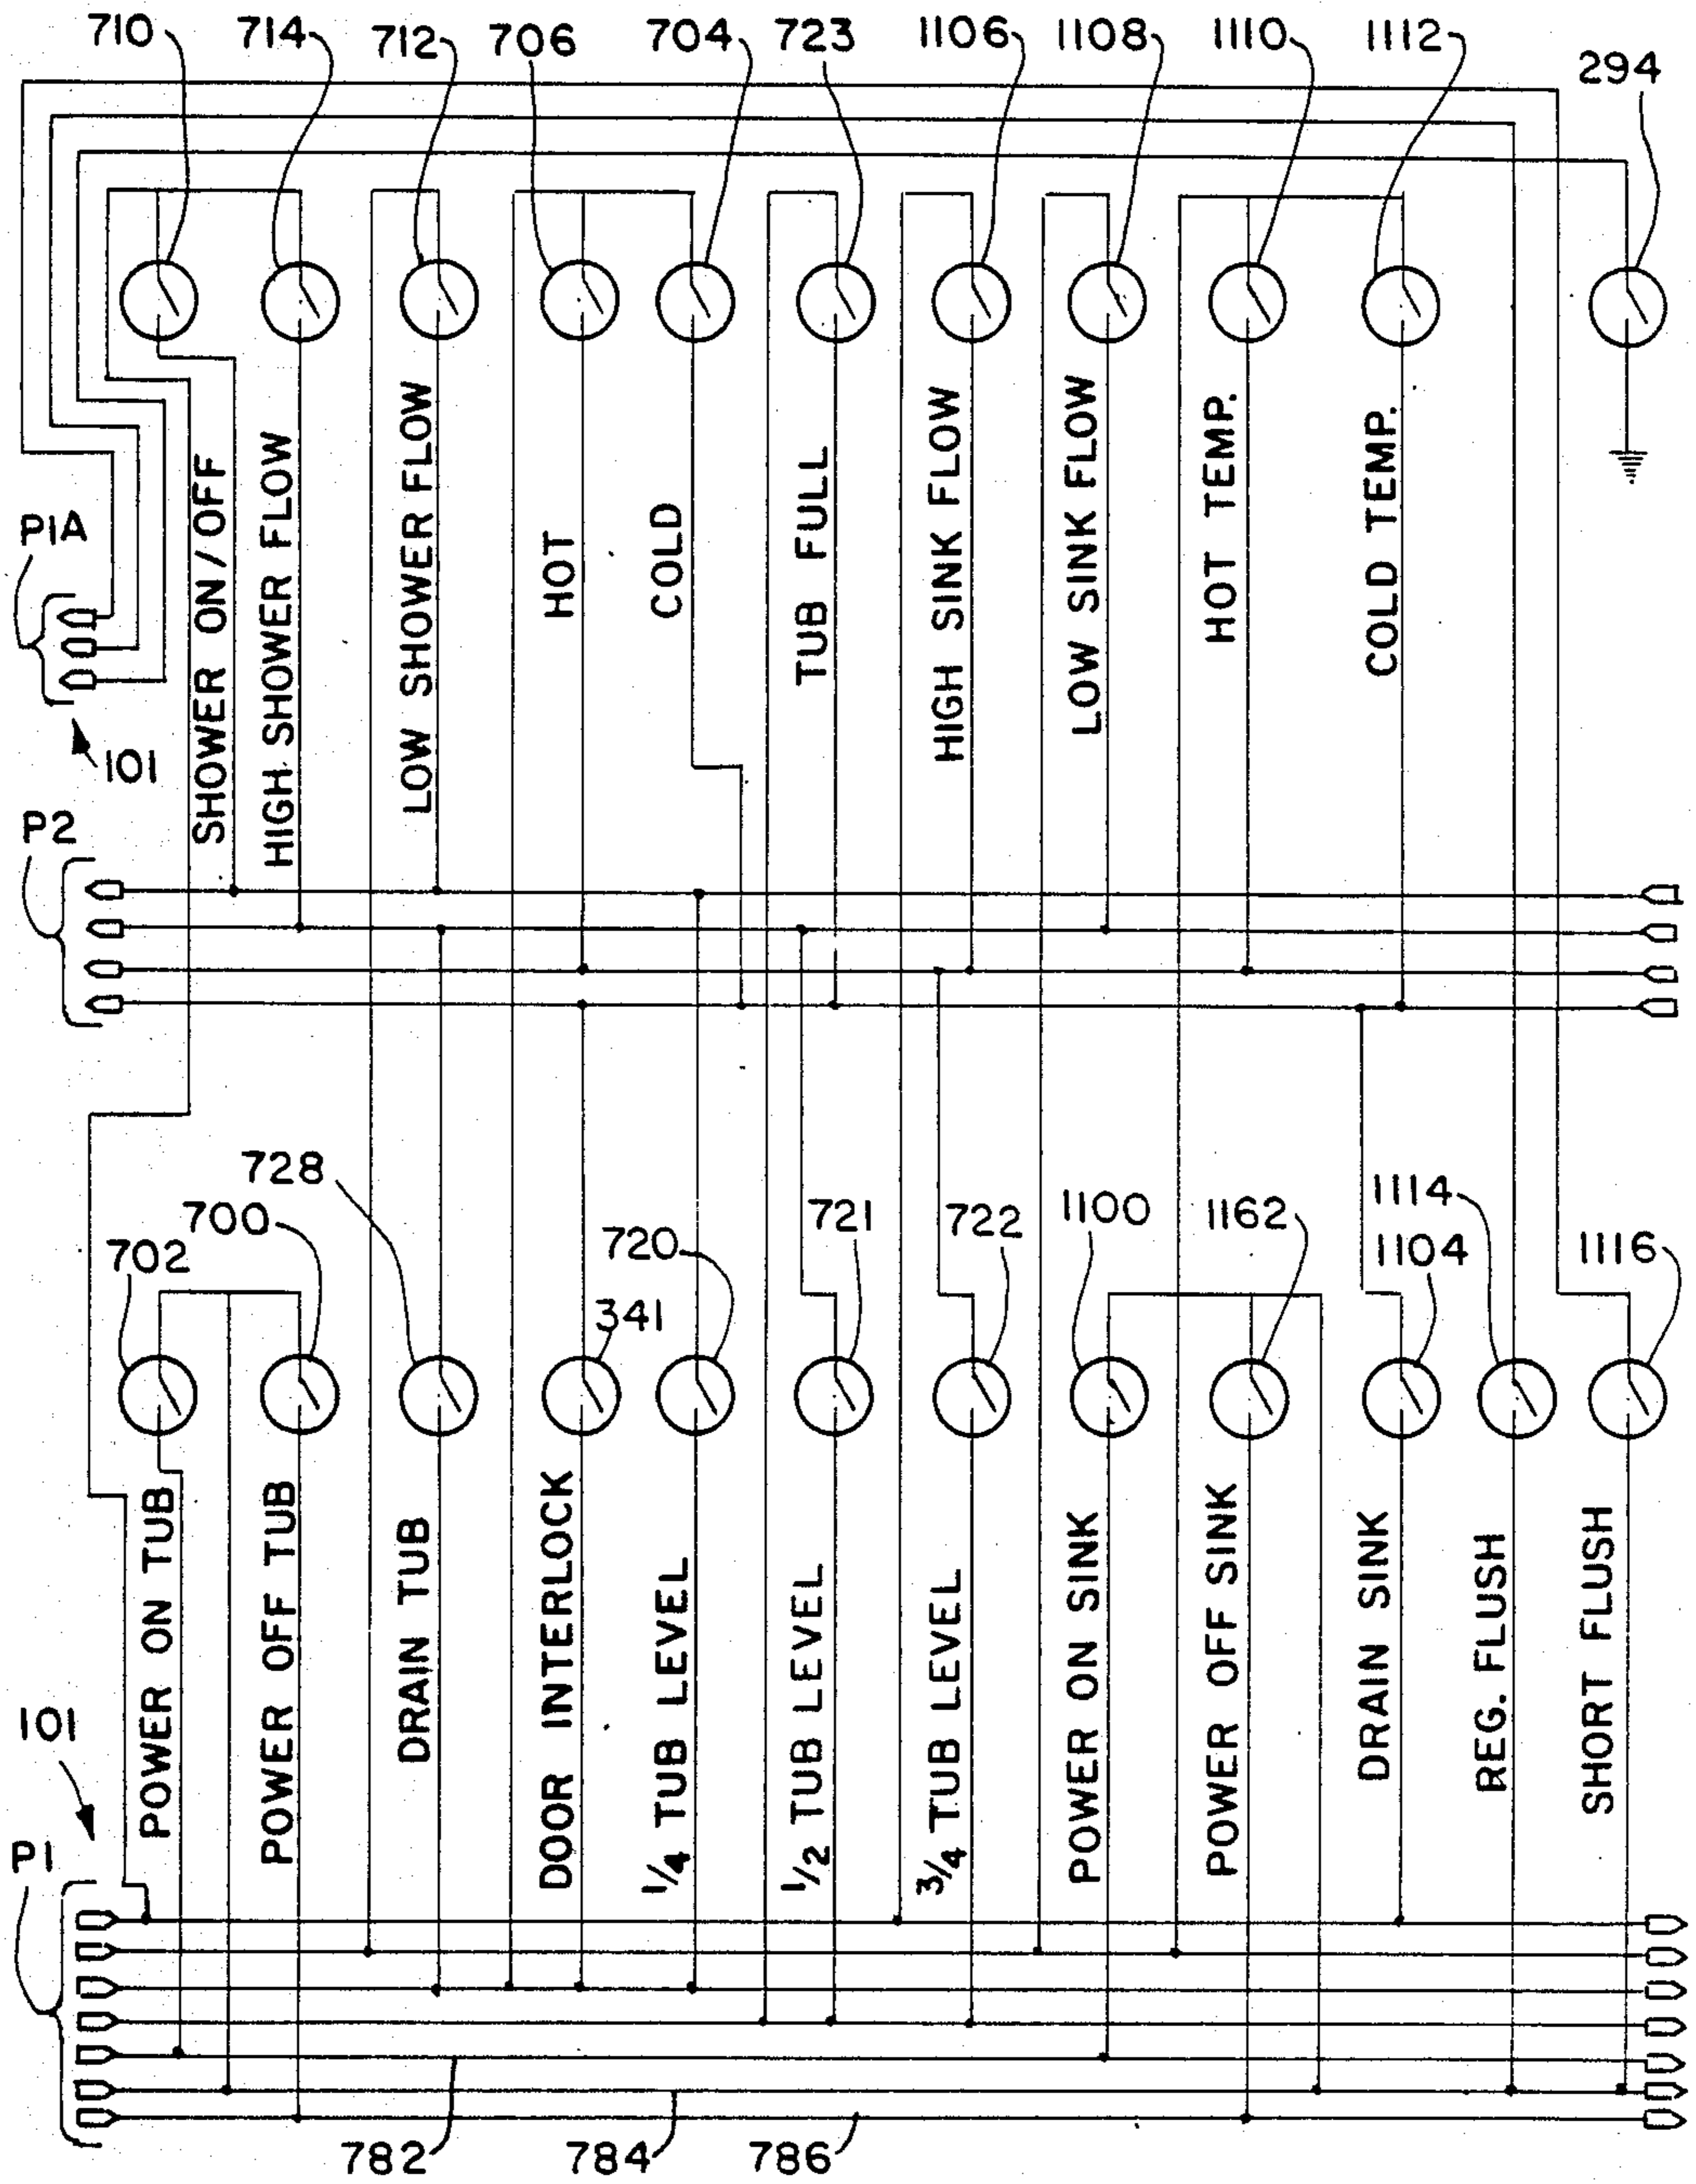 710 714 712 706 704 723 1106 1108 1110 1112
294
SHOWER ON/OFF
HIGH SHOWER FLOW
LOW SHOWER FLOW
HOT
COLD
TUB FULL
HIGH SINK FLOW
LOW SINK FLOW
HOT TEMP.
COLD TEMP.
P1A
101
P2
728
700
702
341
720
721
722
1100
1162
1114
1104
1116
POWER ON TUB
POWER OFF TUB
DRAIN TUB
DOOR INTERLOCK
1/4 TUB LEVEL
1/2 TUB LEVEL
3/4 TUB LEVEL
POWER ON SINK
POWER OFF SINK
DRAIN SINK
REG. FLUSH
SHORT FLUSH
101
P1
782 784 786